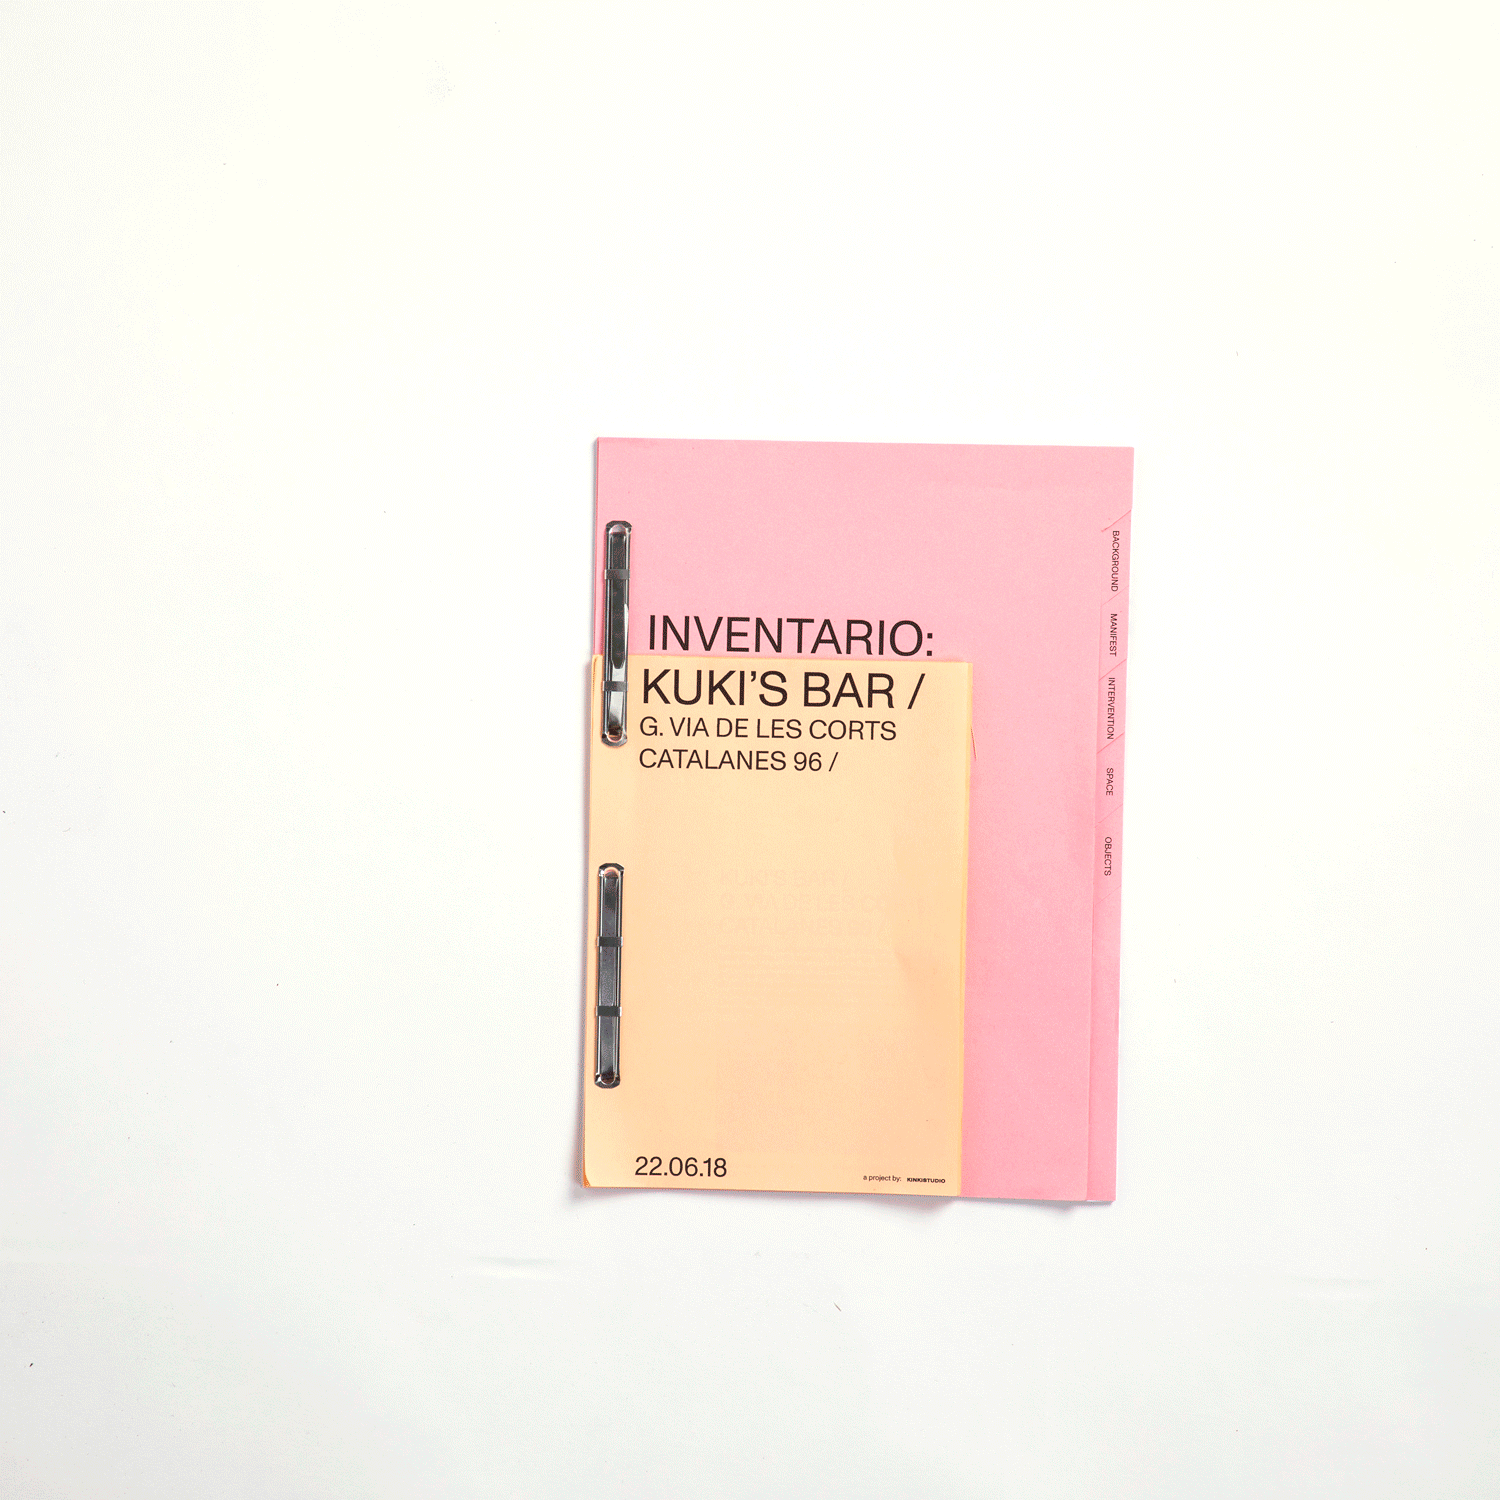 INVENTARIO:
KUKI’S BAR /
G. VIA DE LES CORTS
CATALANES 96 /
22.06.18
a project by: KINKISTUDIO
BACKGROUND
MANIFEST
INTERVENTION
SPACE
OBJECTS